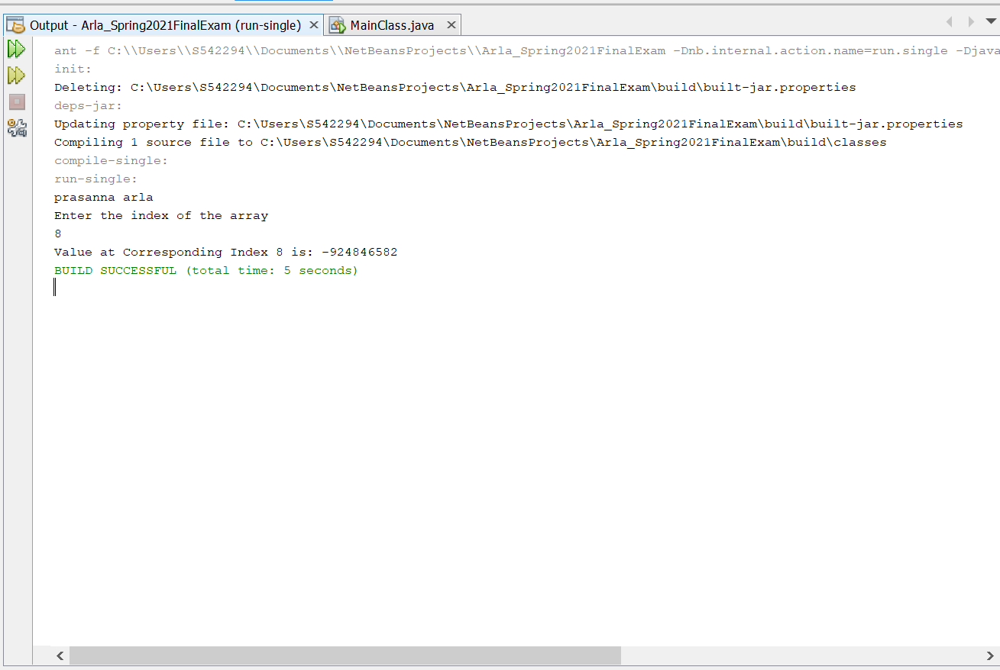 Output - Arla_Spring2021FinalExam (run-single) MainClass.java
ant -f C:\\Users\\S542294\\Documents\\NetBeansProjects\\Arla_Spring2021FinalExam -Dnb.internal.action.name=run.single -Djava
init:
Deleting: C:\Users\S542294\Documents\NetBeansProjects\Arla_Spring2021FinalExam\build\built-jar.properties
deps-jar:
Updating property file: C:\Users\S542294\Documents\NetBeansProjects\Arla_Spring2021FinalExam\build\built-jar.properties
Compiling 1 source file to C:\Users\S542294\Documents\NetBeansProjects\Arla_Spring2021FinalExam\build\classes
compile-single:
run-single:
prasanna arla
Enter the index of the array
8
Value at Corresponding Index 8 is: -924846582
BUILD SUCCESSFUL (total time: 5 seconds)